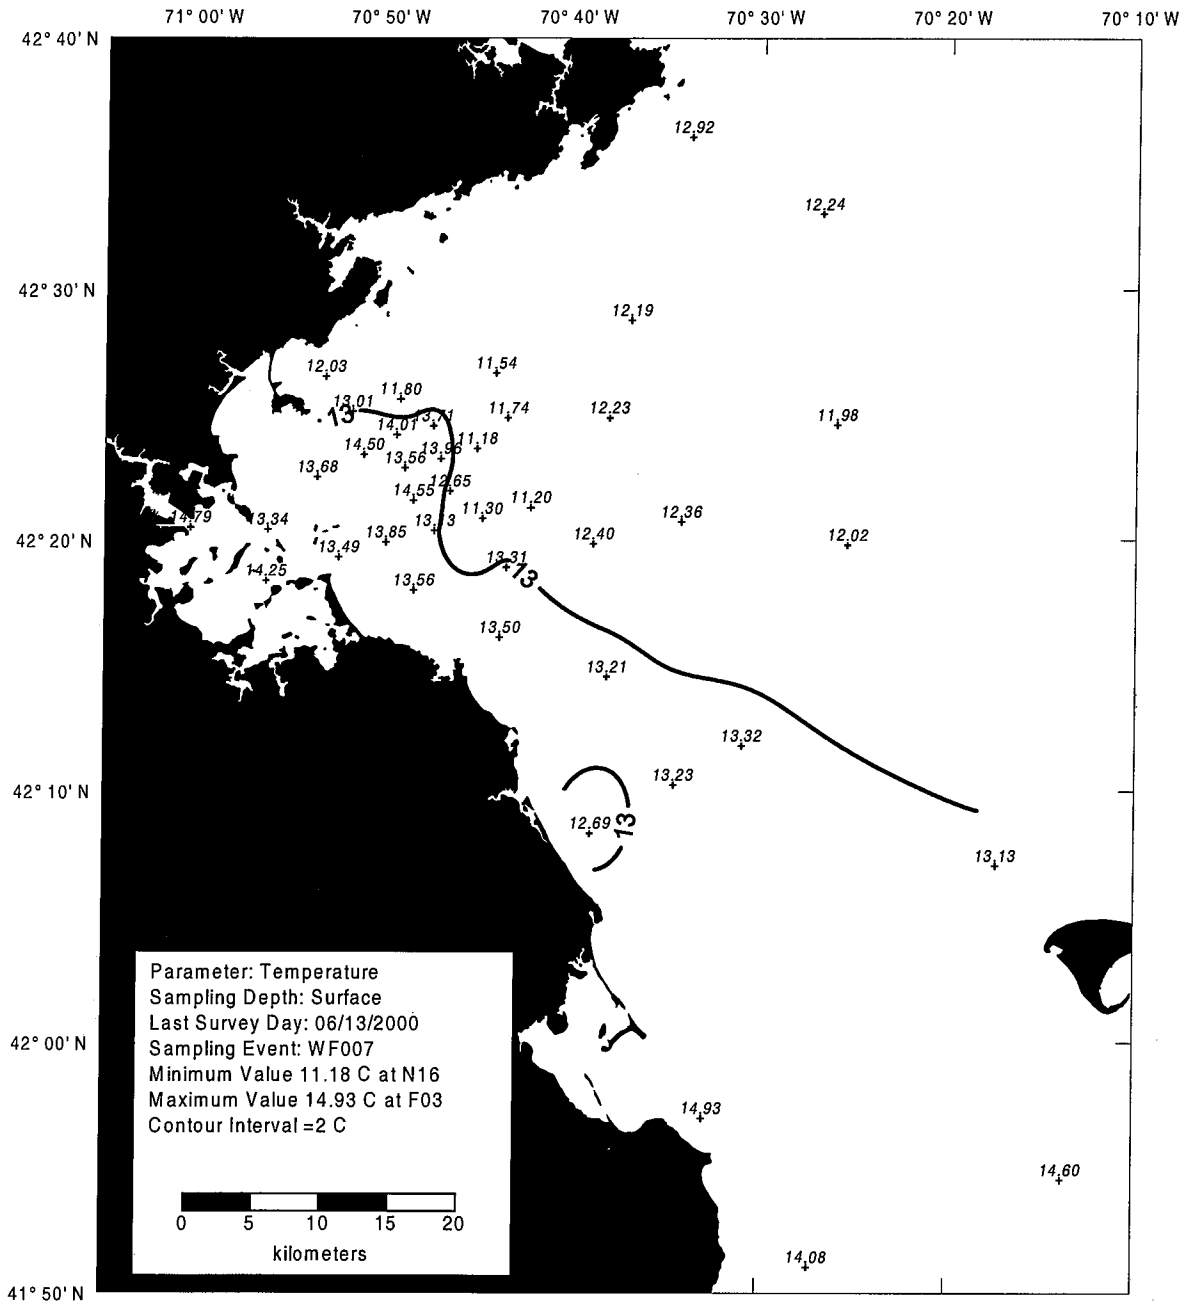 71° 00' W 70° 50' W 70° 40' W 70° 30' W 70° 20' W 70° 10' W
42° 40' N
12.92
12.24
42° 30' N
12.19
12.03
11.54
11.80
13.01
13
13.71
11.74
12.23
11.98
14.01
14.50
13.56
13.96
11.18
13.68
14.55
12.65
11.20
14.79
13.34
13.85
11.30
12.36
42° 20' N
13.49
12.40
12.02
14.25
13.31
13
13.56
13.50
13.21
13.32
13.23
42° 10' N
12.69
13
13.13
Parameter: Temperature
Sampling Depth: Surface
Last Survey Day: 06/13/2000
Sampling Event: WF007
Minimum Value 11.18 C at N16
Maximum Value 14.93 C at F03
Contour Interval =2 C
42° 00' N
14.93
14.60
0 5 10 15 20
kilometers
14.08
41° 50' N